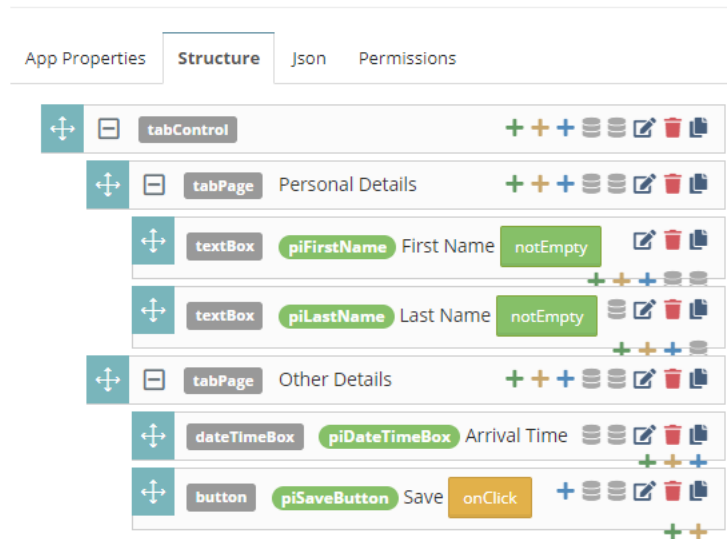 App Properties Structure Json Permissions
tabControl
tabPage Personal Details
textBox piFirstName First Name notEmpty
textBox piLastName Last Name notEmpty
tabPage Other Details
dateTimeBox piDateTimeBox Arrival Time
button piSaveButton Save onClick